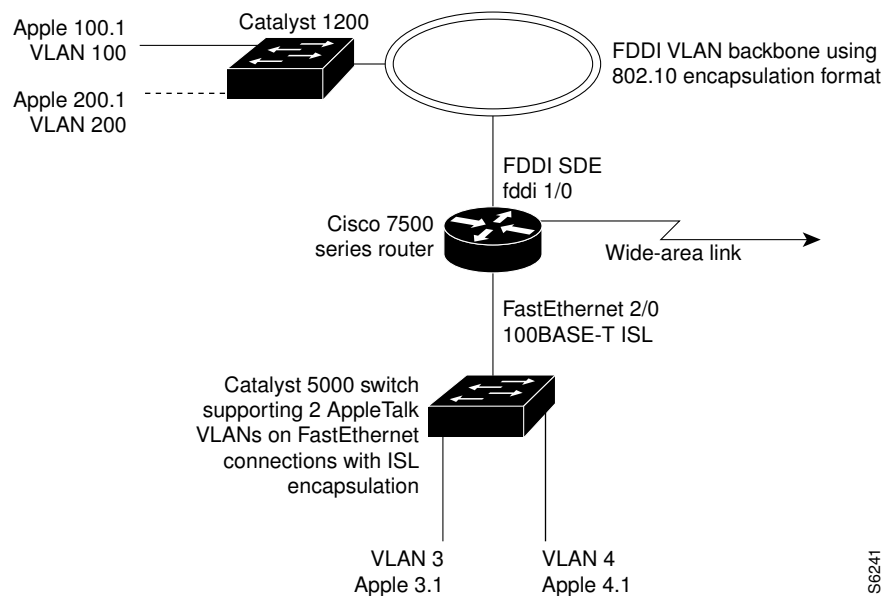 Apple 100.1
VLAN 100
Catalyst 1200
Apple 200.1
VLAN 200
FDDI VLAN backbone using
802.10 encapsulation format
FDDI SDE
fddi 1/0
Cisco 7500
series router
Wide-area link
FastEthernet 2/0
100BASE-T ISL
Catalyst 5000 switch
supporting 2 AppleTalk
VLANs on FastEthernet
connections with ISL
encapsulation
VLAN 3
Apple 3.1
VLAN 4
Apple 4.1
S6241